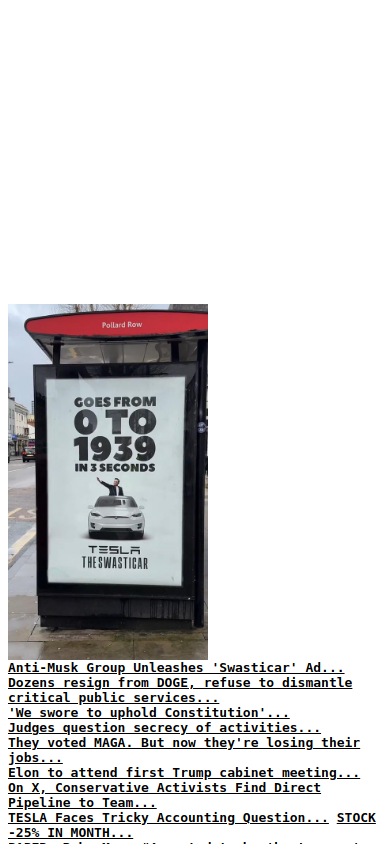 Pollard Row
GOES FROM
0 TO
1939
IN 3 SECONDS
TESLA
THE SWASTICAR
Anti-Musk Group Unleashes 'Swasticar' Ad...
Dozens resign from DOGE, refuse to dismantle
critical public services...
'We swore to uphold Constitution'...
Judges question secrecy of activities...
They voted MAGA. But now they're losing their
jobs...
Elon to attend first Trump cabinet meeting...
On X, Conservative Activists Find Direct
Pipeline to Team...
TESLA Faces Tricky Accounting Question... STOCK
-25% IN MONTH...